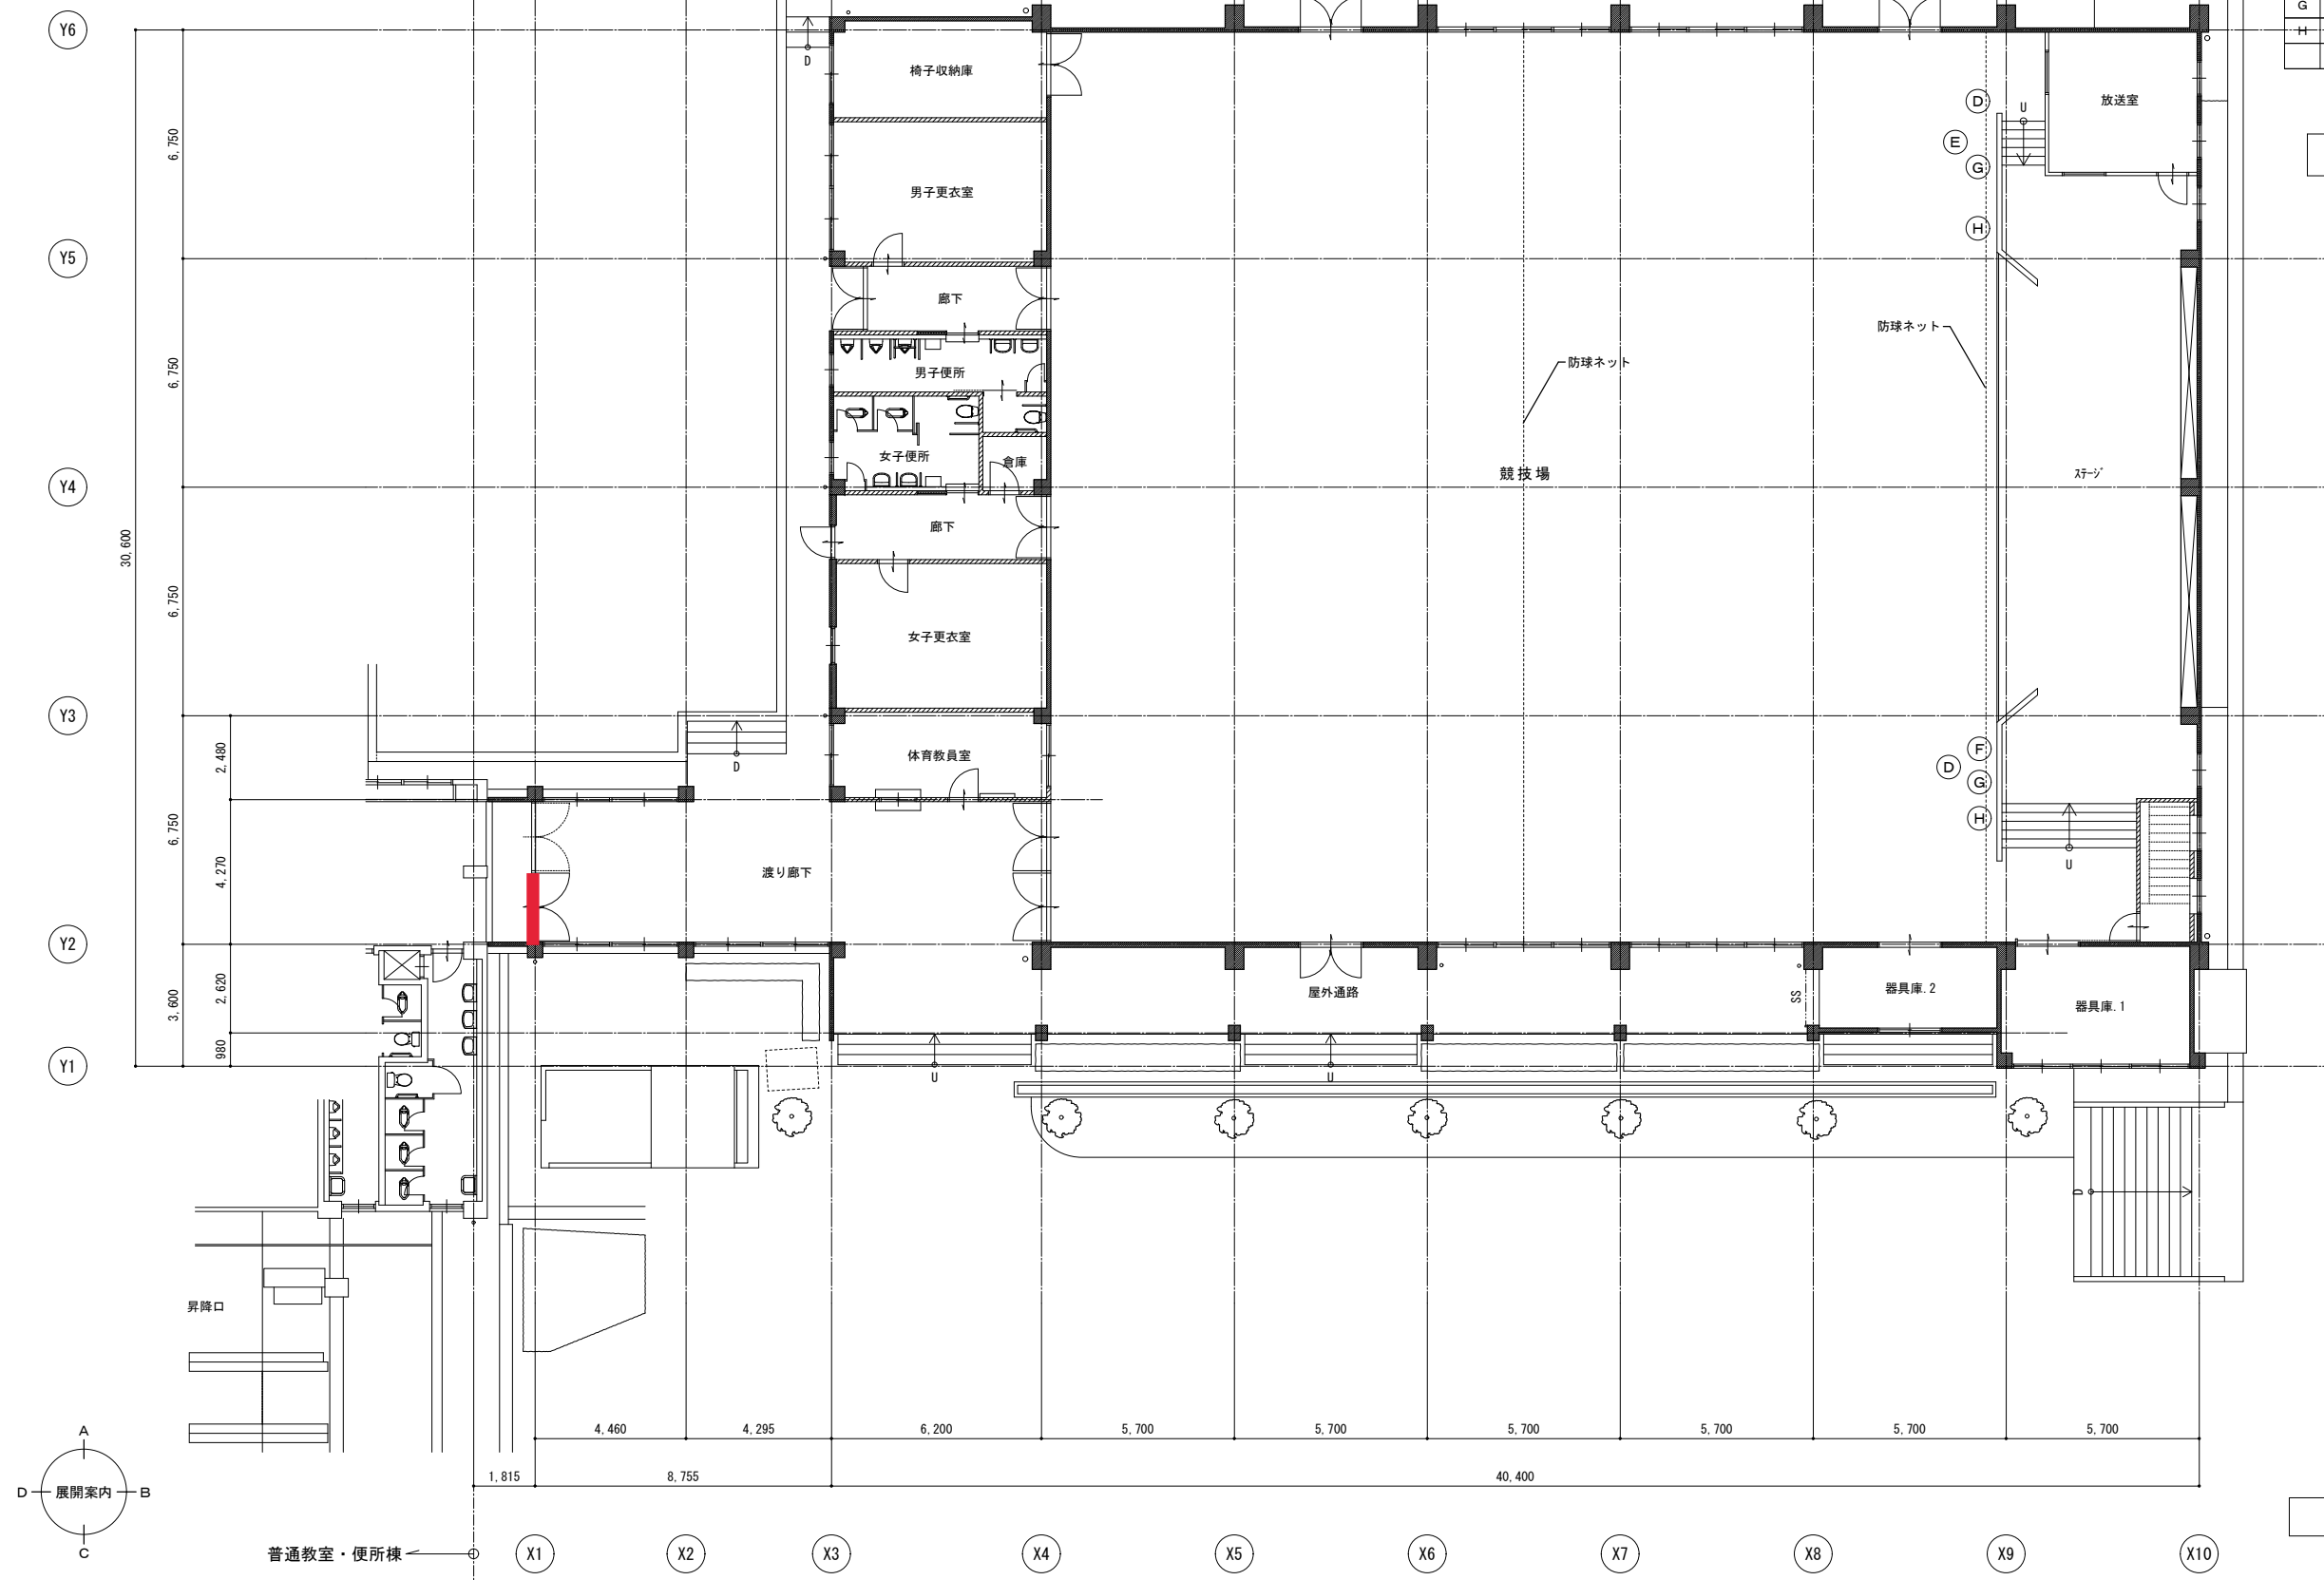 G
Y6
H
椅子収納庫
D
放送室
D
U
E
6,750
G
男子更衣室
H
Y5
廊下
防球ネット
防球ネット
男子便所
6,750
女子便所
倉庫
競技場
ｽﾃｰｼﾞ
Y4
廊下
30,600
6,750
女子更衣室
Y3
2,480
体育教員室
F
D
D
G
H
6,750
4,270
渡り廊下
U
Y2
2,620
3,600
屋外通路
SS
器具庫.2
器具庫.1
980
Y1
U
U
D
昇降口
A
4,460
4,295
6,200
5,700
5,700
5,700
5,700
5,700
5,700
1,815
8,755
40,400
D
展開案内
B
C
普通教室・便所棟
X1
X2
X3
X4
X5
X6
X7
X8
X9
X10